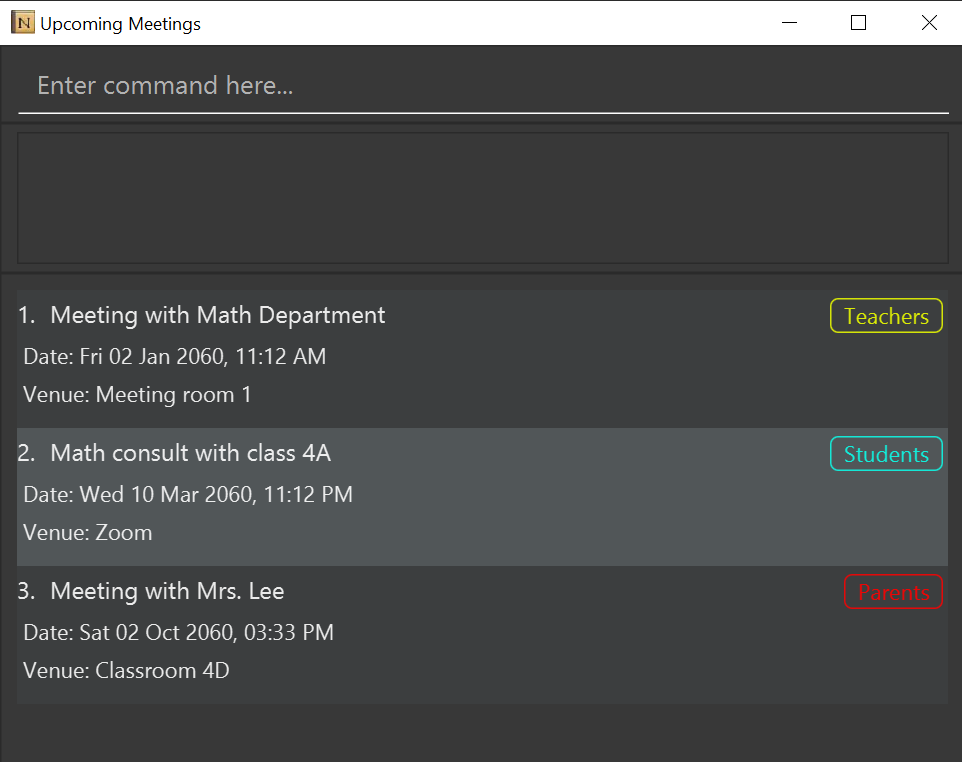 N Upcoming Meetings
Enter command here...
1. Meeting with Math Department Teachers
Date: Fri 02 Jan 2060, 11:12 AM
Venue: Meeting room 1
2. Math consult with class 4A Students
Date: Wed 10 Mar 2060, 11:12 PM
Venue: Zoom
3. Meeting with Mrs. Lee Parents
Date: Sat 02 Oct 2060, 03:33 PM
Venue: Classroom 4D